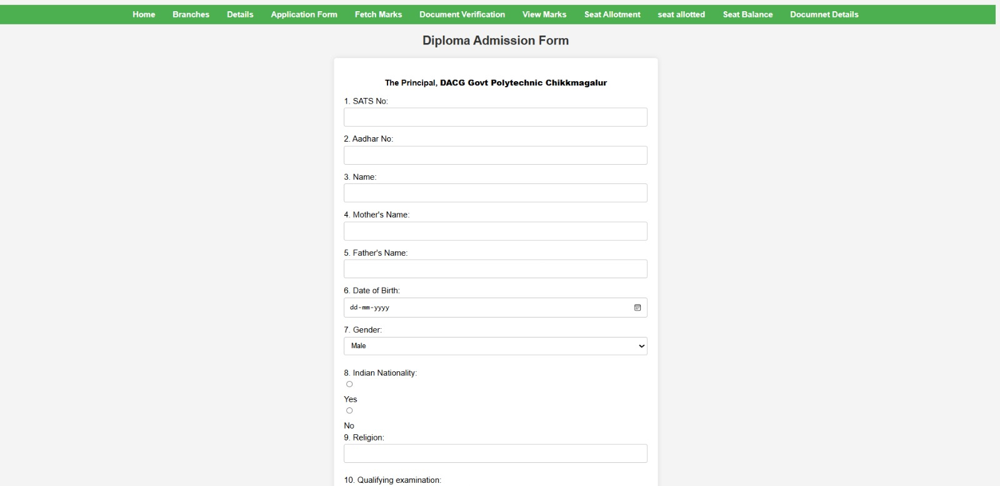 Home Branches Details Application Form Fetch Marks Document Verification View Marks Seat Allotment seat allotted Seat Balance Documnet Details
Diploma Admission Form
The Principal, DACG Govt Polytechnic Chikkmagalur
1. SATS No:
2. Aadhar No:
3. Name:
4. Mother's Name:
5. Father's Name:
6. Date of Birth:
dd-mm-yyyy
7. Gender:
Male
8. Indian Nationality:
Yes
No
9. Religion:
10. Qualifying examination: